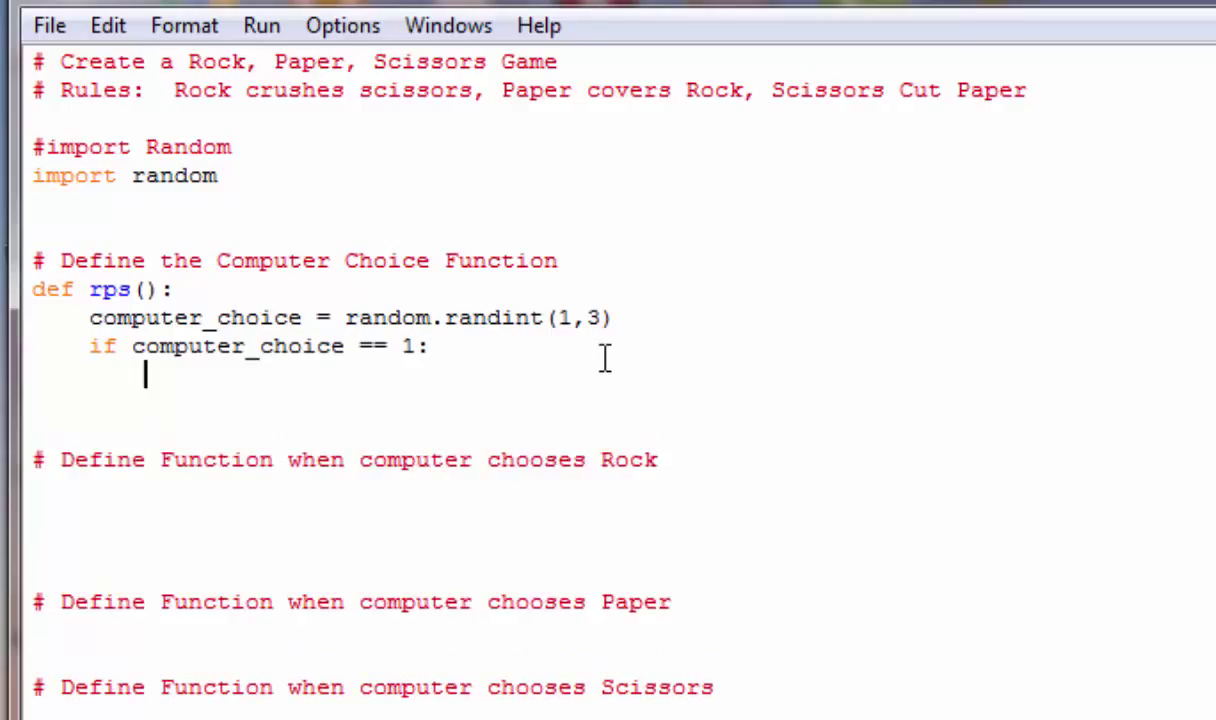 File Edit Format Run Options Windows Help
# Create a Rock, Paper, Scissors Game
# Rules:  Rock crushes scissors, Paper covers Rock, Scissors Cut Paper
#import Random
import random
# Define the Computer Choice Function
def rps():
    computer_choice = random.randint(1,3)
    if computer_choice == 1:
# Define Function when computer chooses Rock
# Define Function when computer chooses Paper
# Define Function when computer chooses Scissors